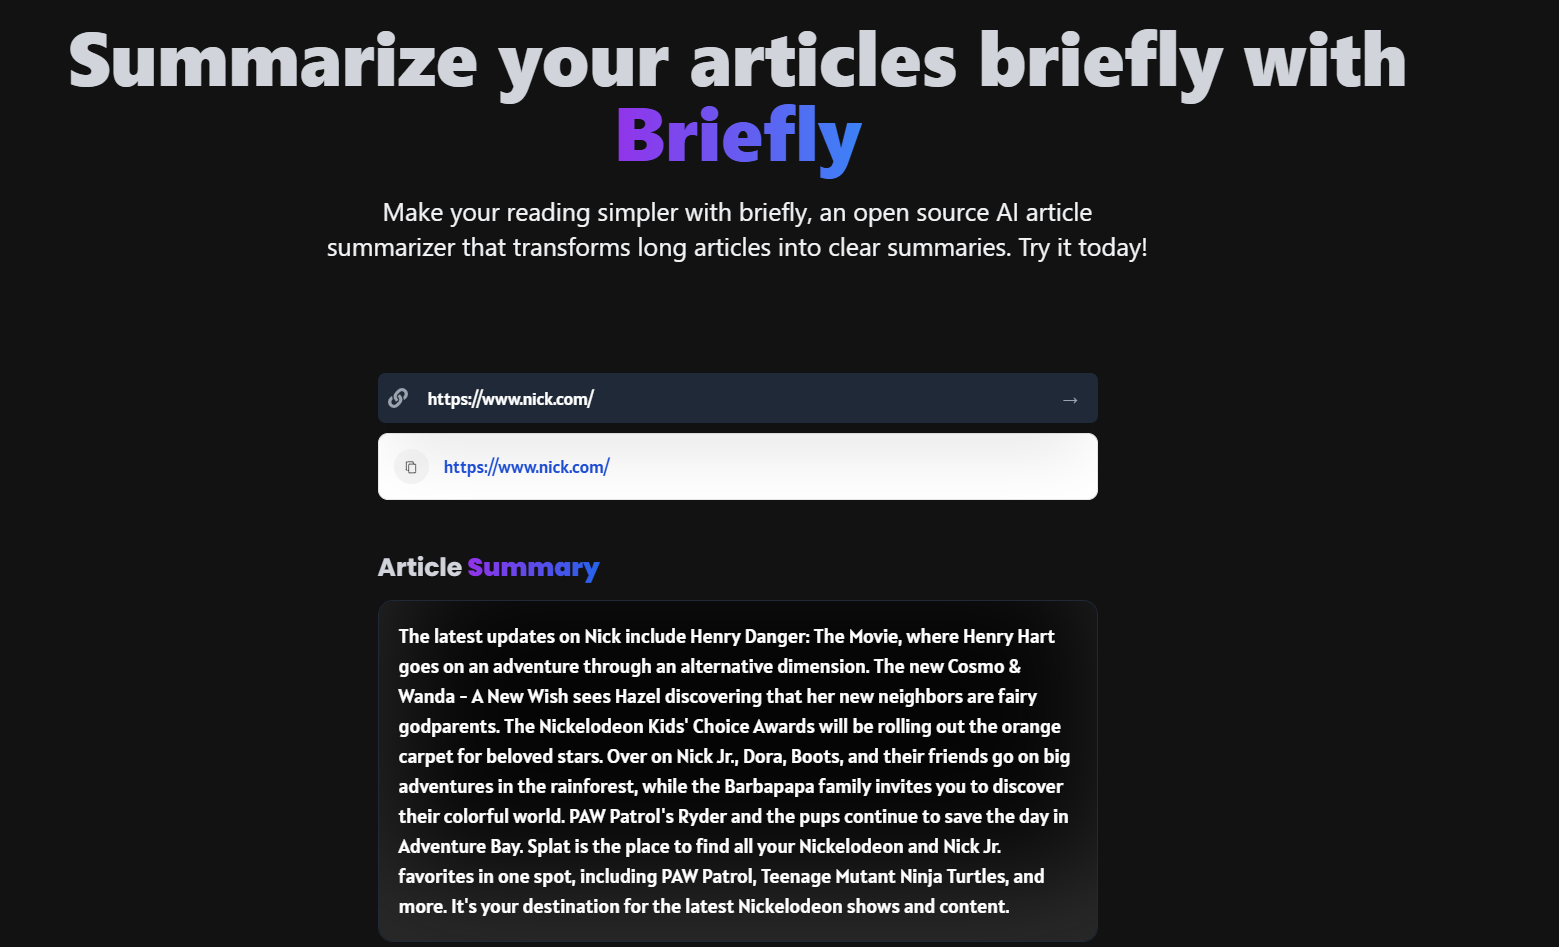 Summarize your articles briefly with
Briefly
Make your reading simpler with briefly, an open source AI article
summarizer that transforms long articles into clear summaries. Try it today!
https://www.nick.com/ →
https://www.nick.com/
Article Summary
The latest updates on Nick include Henry Danger: The Movie, where Henry Hart
goes on an adventure through an alternative dimension. The new Cosmo &
Wanda - A New Wish sees Hazel discovering that her new neighbors are fairy
godparents. The Nickelodeon Kids' Choice Awards will be rolling out the orange
carpet for beloved stars. Over on Nick Jr., Dora, Boots, and their friends go on big
adventures in the rainforest, while the Barbapapa family invites you to discover
their colorful world. PAW Patrol's Ryder and the pups continue to save the day in
Adventure Bay. Splat is the place to find all your Nickelodeon and Nick Jr.
favorites in one spot, including PAW Patrol, Teenage Mutant Ninja Turtles, and
more. It's your destination for the latest Nickelodeon shows and content.